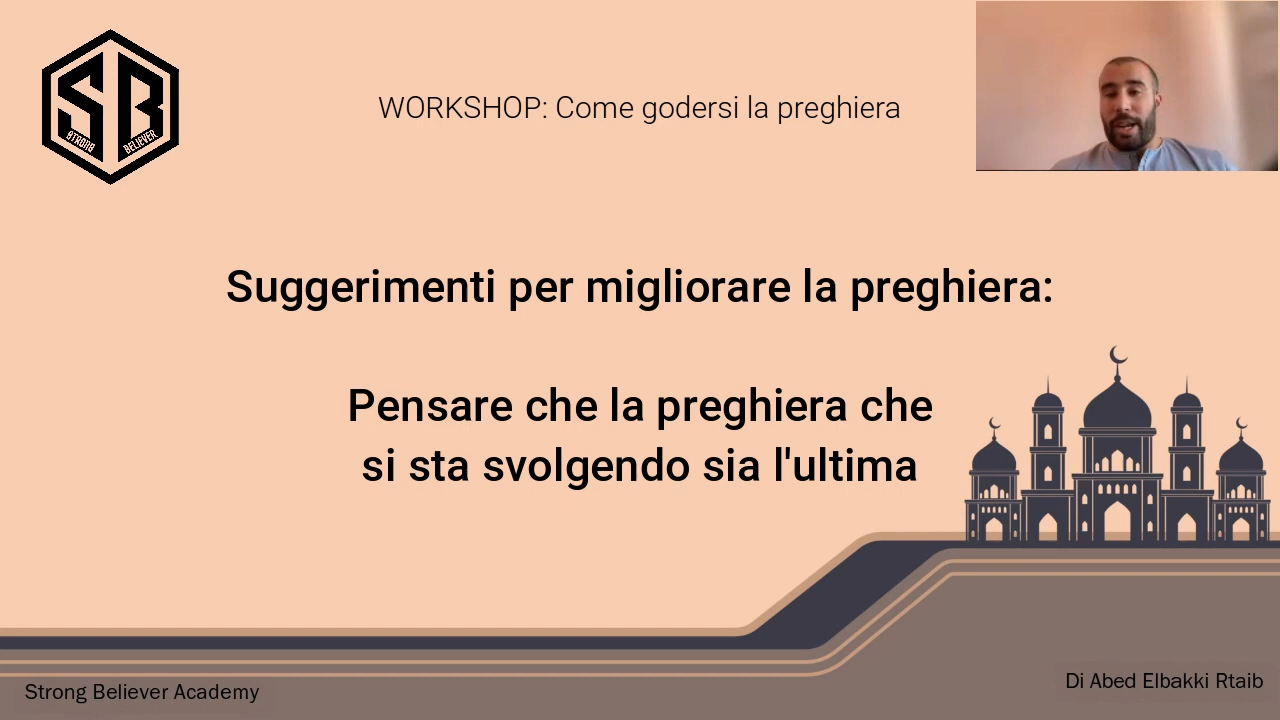 SB
STRONG BELIEVER
WORKSHOP: Come godersi la preghiera
Suggerimenti per migliorare la preghiera:
Pensare che la preghiera che
si sta svolgendo sia l'ultima
Strong Believer Academy
Di Abed Elbakki Rtaib